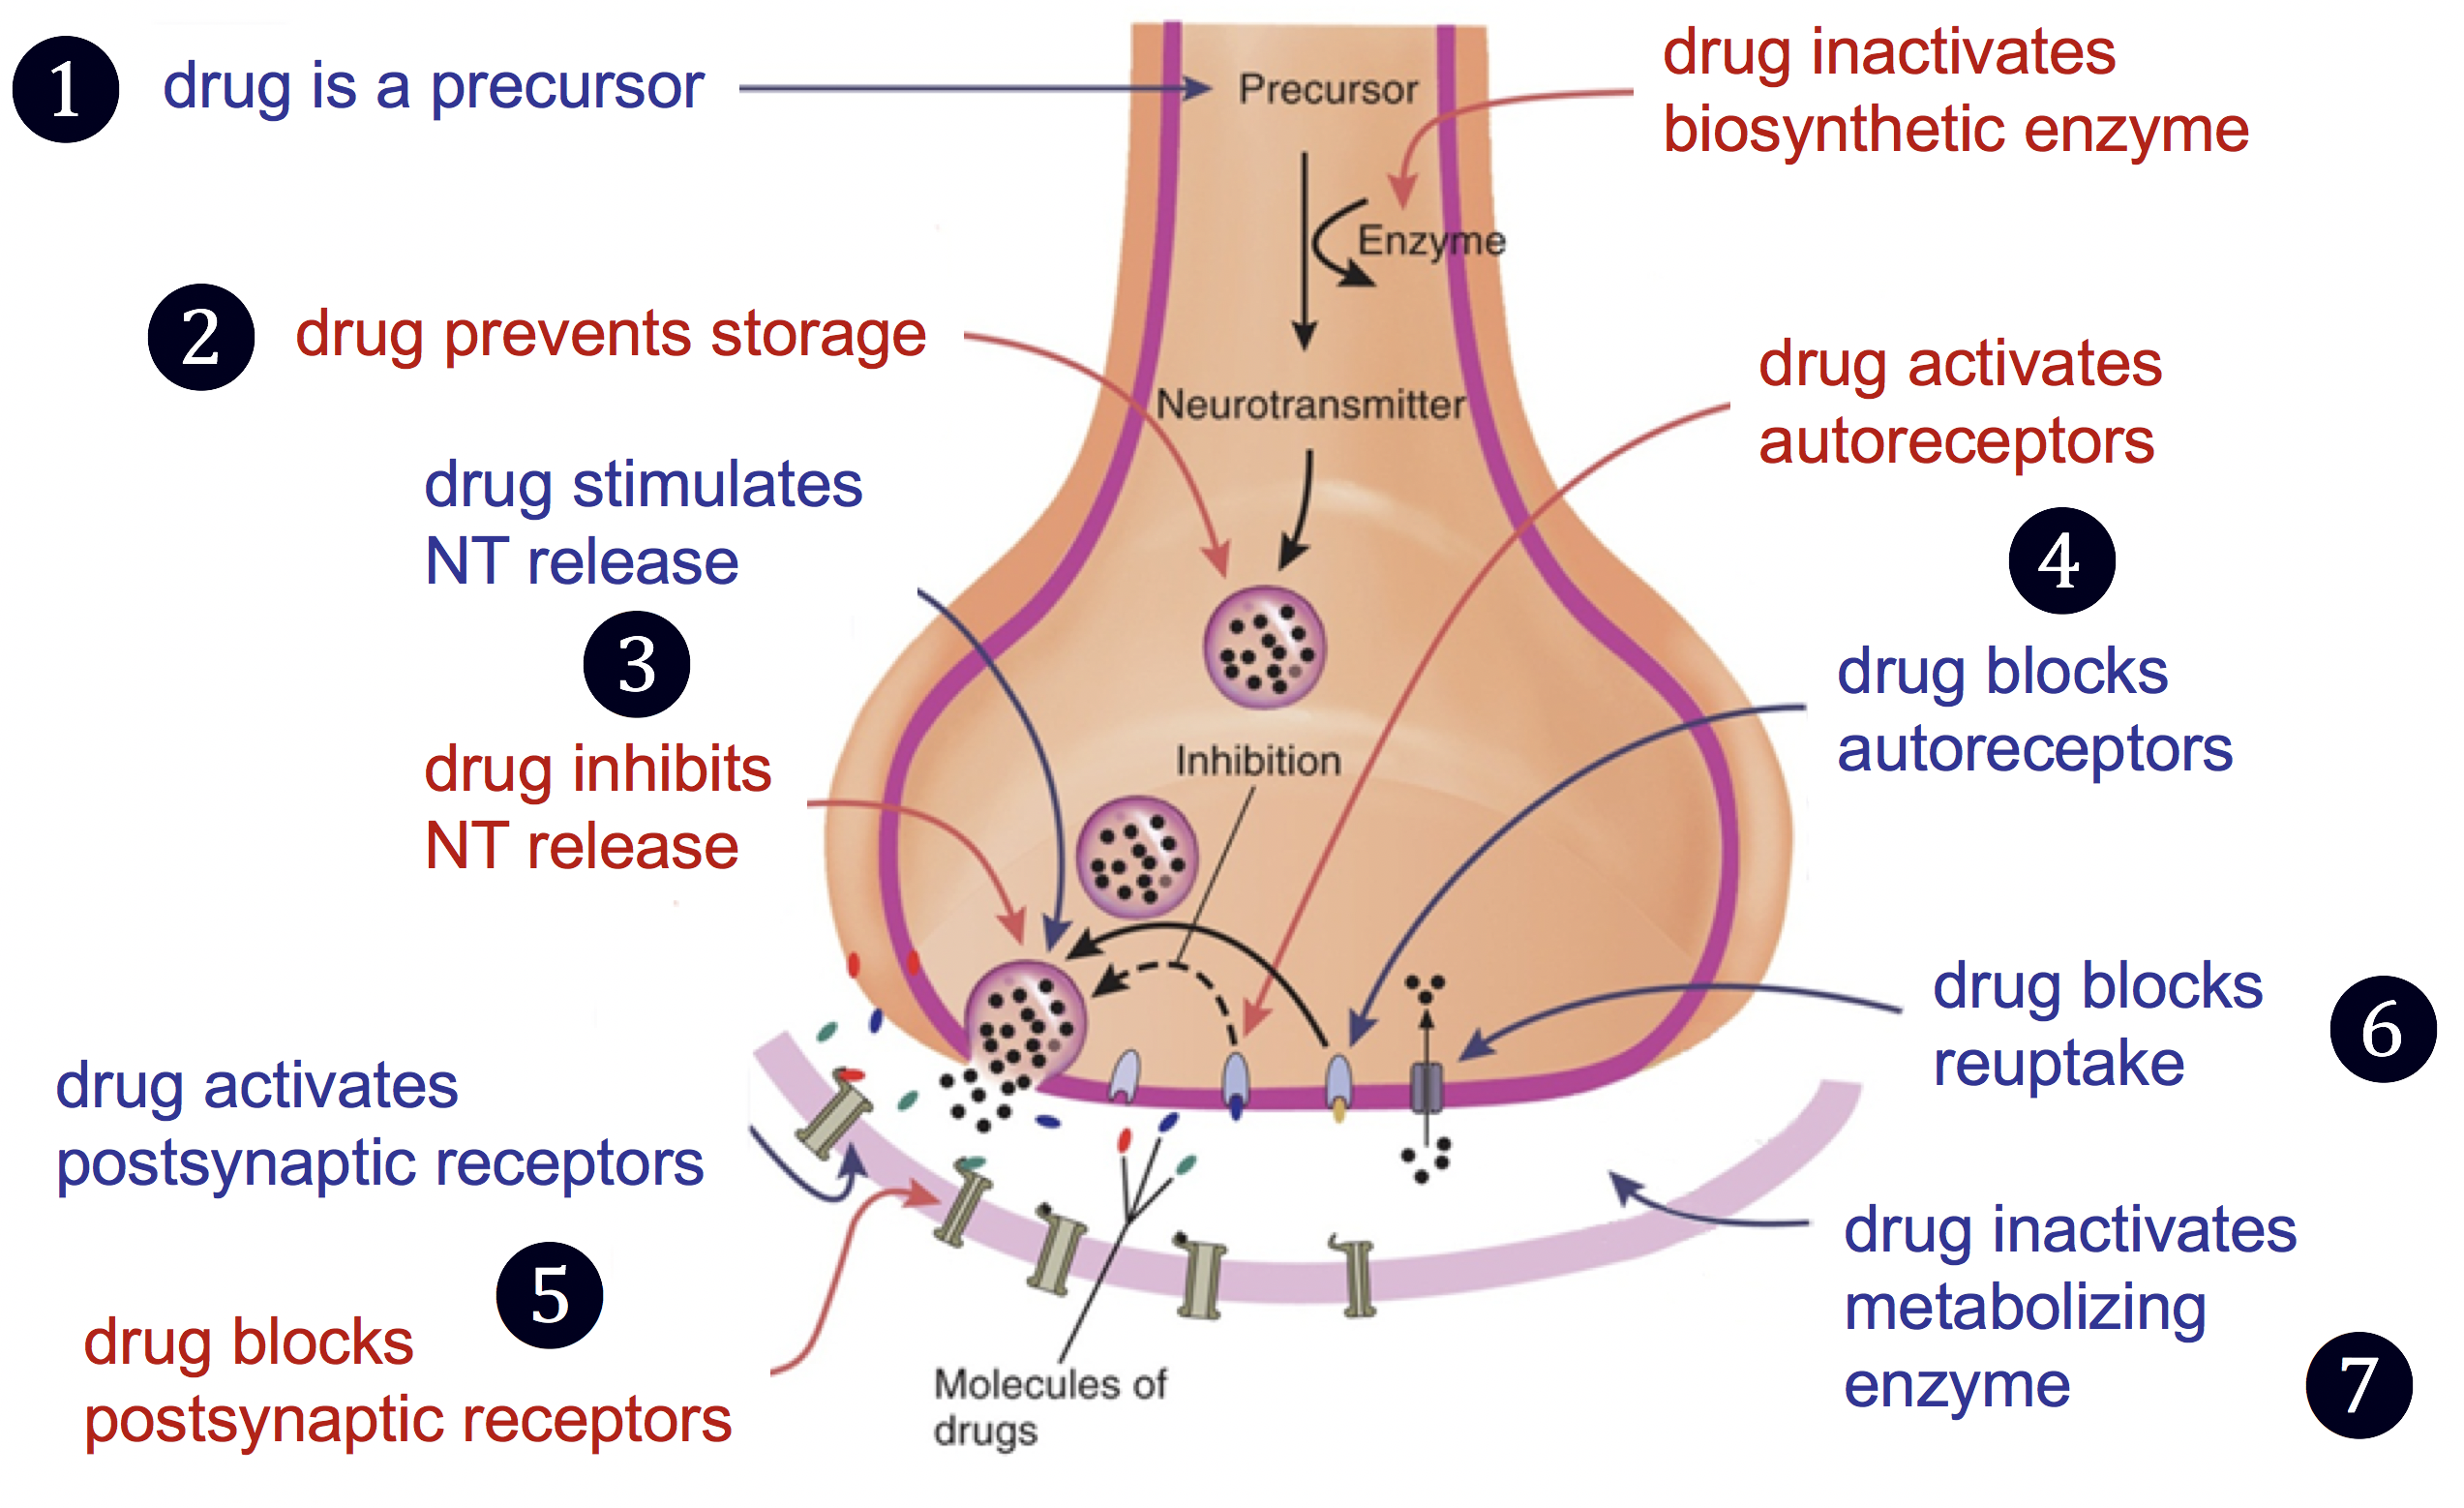 1
drug is a precursor
Precursor
drug inactivates
biosynthetic enzyme
Enzyme
2
drug prevents storage
Neurotransmitter
drug activates
autoreceptors
drug stimulates
NT release
3
drug inhibits
NT release
4
drug blocks
autoreceptors
Inhibition
drug blocks
reuptake
6
drug activates
postsynaptic receptors
5
drug blocks
postsynaptic receptors
Molecules of
drugs
drug inactivates
metabolizing
enzyme
7